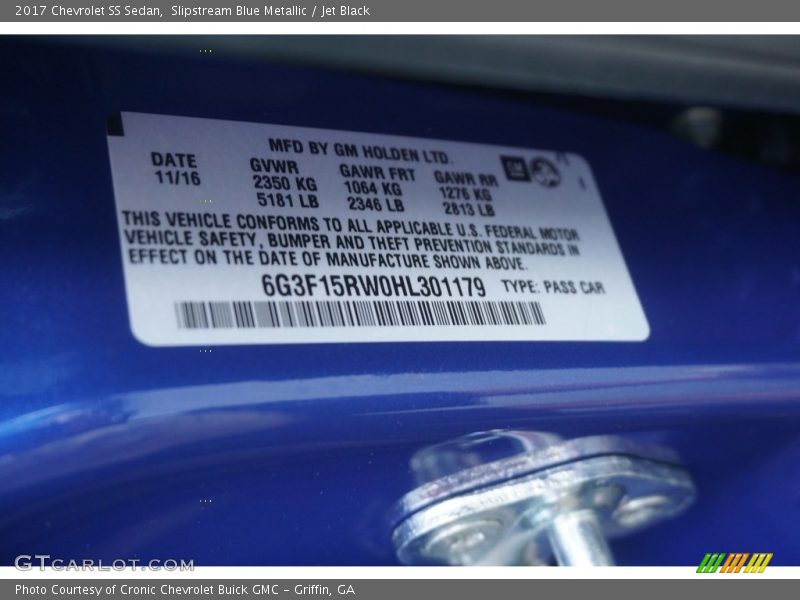 2017 Chevrolet SS Sedan, Slipstream Blue Metallic / Jet Black
MFD BY GM HOLDEN LTD.
DATE GVWR GAWR FRT GAWR RR GM
11/16 2350 KG 1064 KG 1276 KG
5181 LB 2346 LB 2813 LB
THIS VEHICLE CONFORMS TO ALL APPLICABLE U.S. FEDERAL MOTOR
VEHICLE SAFETY, BUMPER AND THEFT PREVENTION STANDARDS IN
EFFECT ON THE DATE OF MANUFACTURE SHOWN ABOVE.
6G3F15RW0HL301179 TYPE: PASS CAR
GTCARLOT.COM
Photo Courtesy of Cronic Chevrolet Buick GMC - Griffin, GA